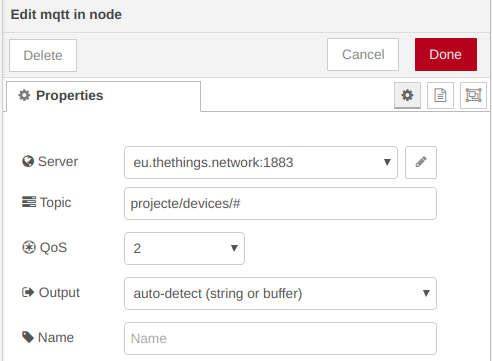 Edit mqtt in node
Delete
Cancel
Done
Properties
Server
eu.thethings.network:1883
Topic
projecte/devices/#
QoS
2
Output
auto-detect (string or buffer)
Name
Name